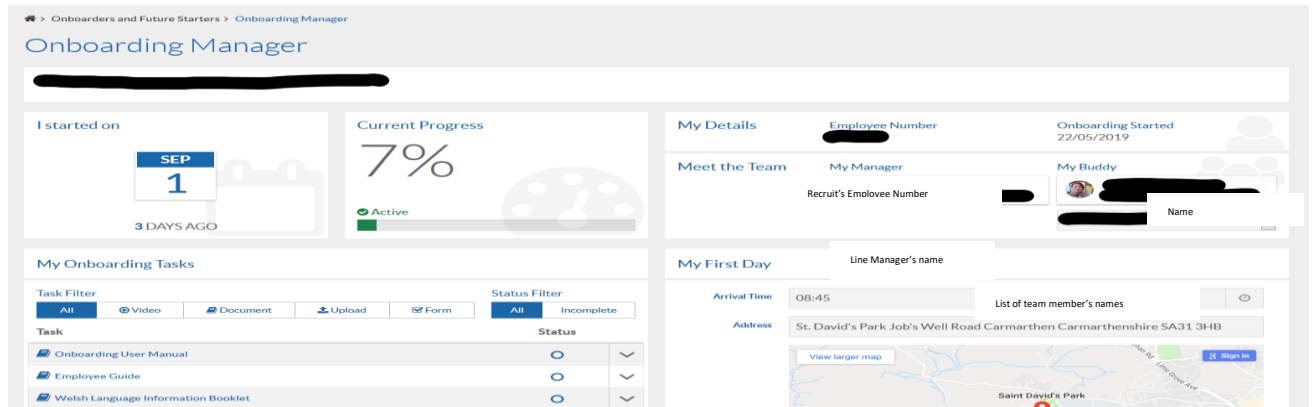 > Onboarders and Future Starters > Onboarding Manager
Onboarding Manager
I started on
SEP
1
3 DAYS AGO
Current Progress
7%
Active
My Details
Employee Number
Onboarding Started
22/05/2019
Meet the Team
My Manager
My Buddy
Recruit's Employee Number
Name
Line Manager's name
List of team member's names
My Onboarding Tasks
Task Filter
Status Filter
All Video Document Upload Form
All Incomplete
Task Status
Onboarding User Manual
Employee Guide
Welsh Language Information Booklet
My First Day
Arrival Time 08:45
Address St. David's Park Job's Well Road Carmarthen Carmarthenshire SA31 3HB
View larger map
Sign in
Lime Grove Ave
Saint David's Park